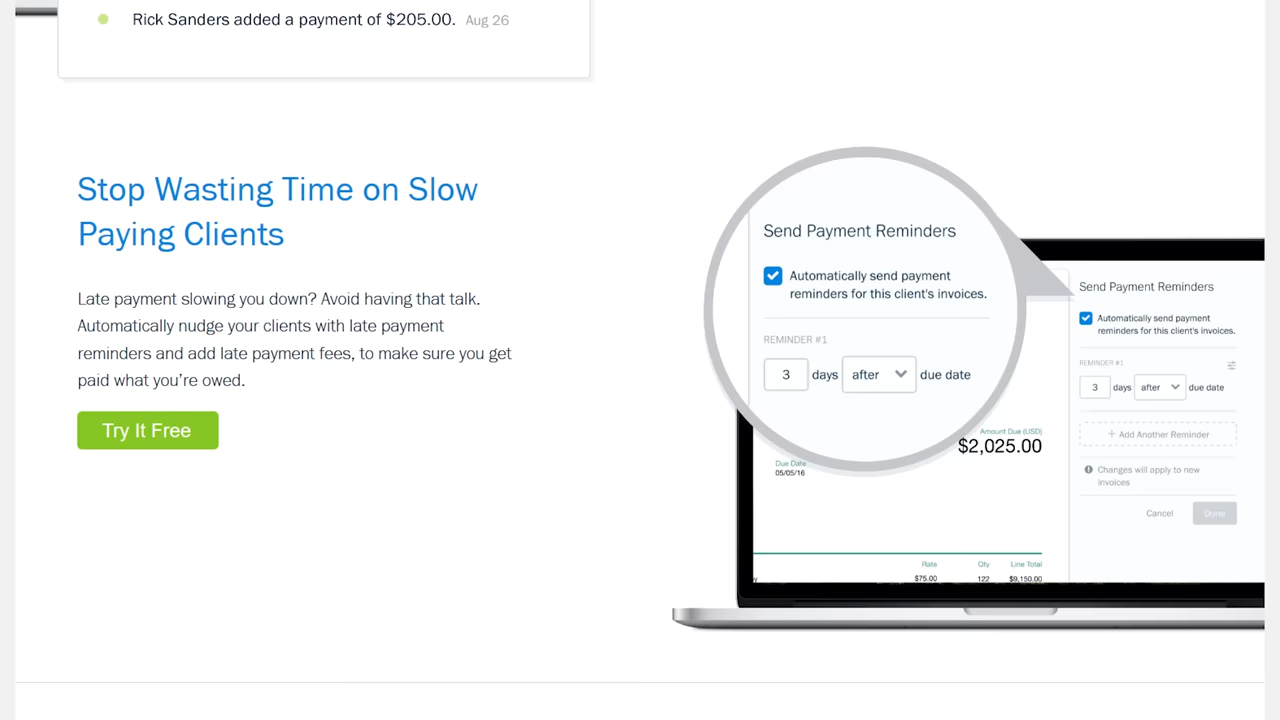 Rick Sanders added a payment of $205.00. Aug 26
Stop Wasting Time on Slow
Paying Clients
Late payment slowing you down? Avoid having that talk.
Automatically nudge your clients with late payment
reminders and add late payment fees, to make sure you get
paid what you’re owed.
Try It Free
Send Payment Reminders
Automatically send payment
reminders for this client's invoices.
REMINDER #1
3 days after due date
Amount Due (USD)
$2,025.00
Due Date
05/05/16
Rate Qty Line Total
$75.00 122 $9,150.00
Send Payment Reminders
Automatically send payment
reminders for this client's invoices.
REMINDER #1
3 days after due date
+ Add Another Reminder
Changes will apply to new
invoices
Cancel Done